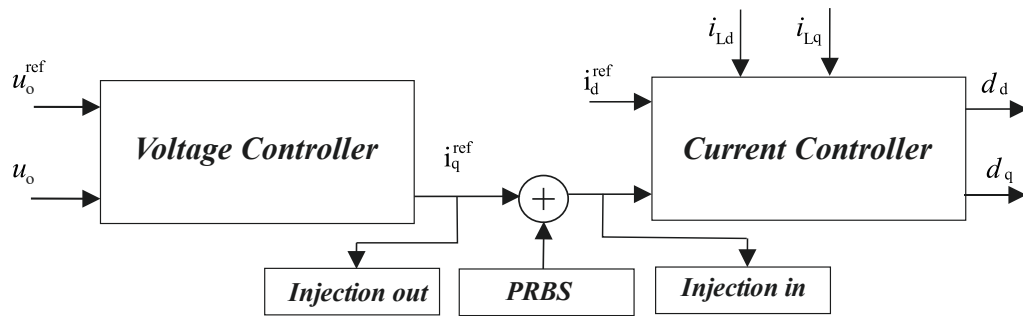 i_Ld
i_Lq
u_o^ref
i_d^ref
d_d
Voltage Controller
Current Controller
u_o
i_q^ref
d_q
+
Injection out
PRBS
Injection in